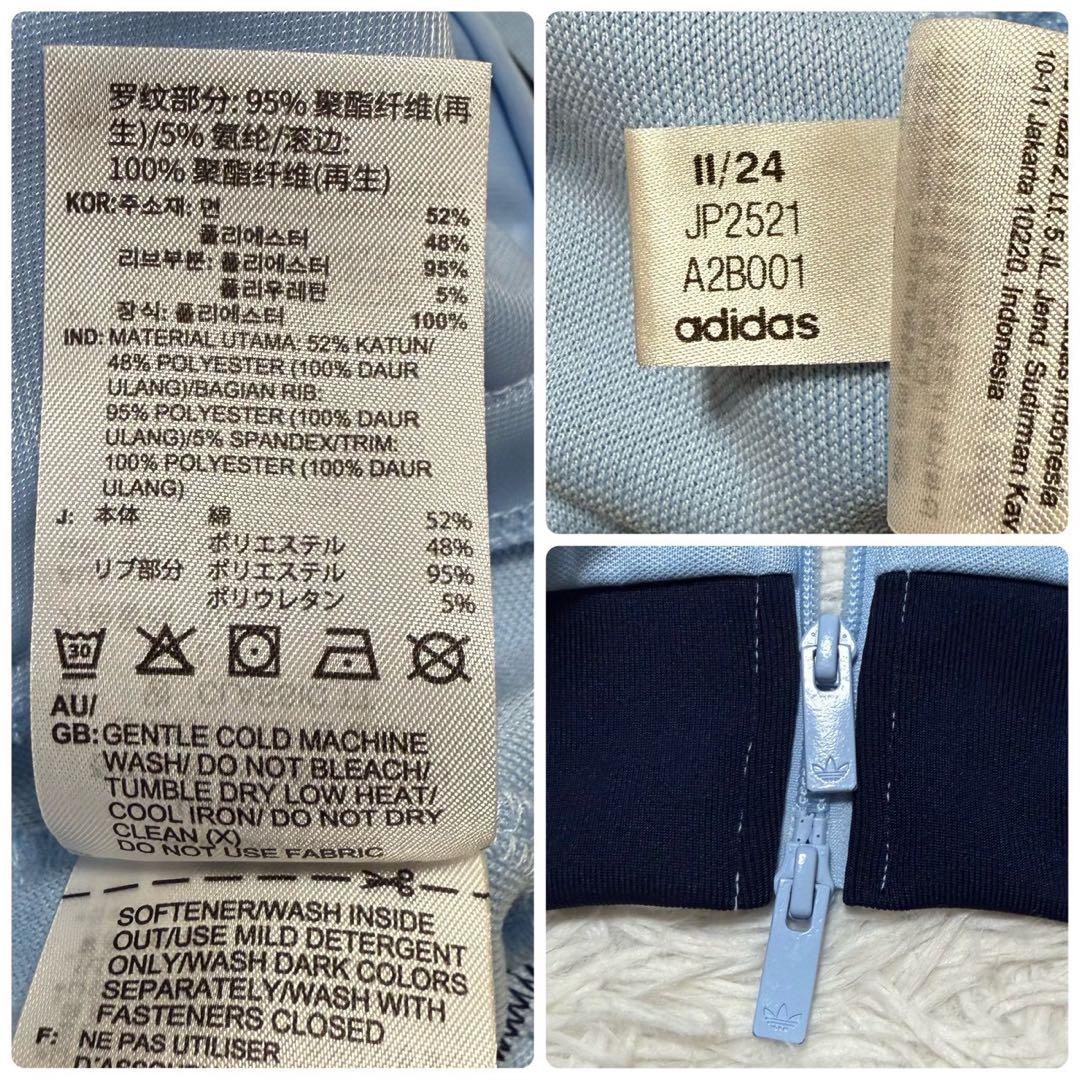 罗纹部分: 95% 聚酯纤维(再
生)/5% 氨纶/滚边:
100% 聚酯纤维(再生)
KOR: 주소재: 면 52%
폴리에스터 48%
리브부분: 폴리에스터 95%
폴리우레탄 5%
장식: 폴리에스터 100%
IND: MATERIAL UTAMA: 52% KATUN/
48% POLYESTER (100% DAUR
ULANG)/BAGIAN RIB:
95% POLYESTER (100% DAUR
ULANG)/5% SPANDEX/TRIM:
100% POLYESTER (100% DAUR
ULANG)
J: 本体 綿 52%
ポリエステル 48%
リブ部分 ポリエステル 95%
ポリウレタン 5%
30
AU/
GB: GENTLE COLD MACHINE
WASH/ DO NOT BLEACH/
TUMBLE DRY LOW HEAT/
COOL IRON/ DO NOT DRY
CLEAN (X)
DO NOT USE FABRIC
SOFTENER/WASH INSIDE
OUT/USE MILD DETERGENT
ONLY/WASH DARK COLORS
SEPARATELY/WASH WITH
FASTENERS CLOSED
F: NE PAS UTILISER
11/24
JP2521
A2B001
adidas
Indonesia
2 Lt. 5 JL. Jend Sudirman Kav
10-11 Jakarta 10220, Indonesia